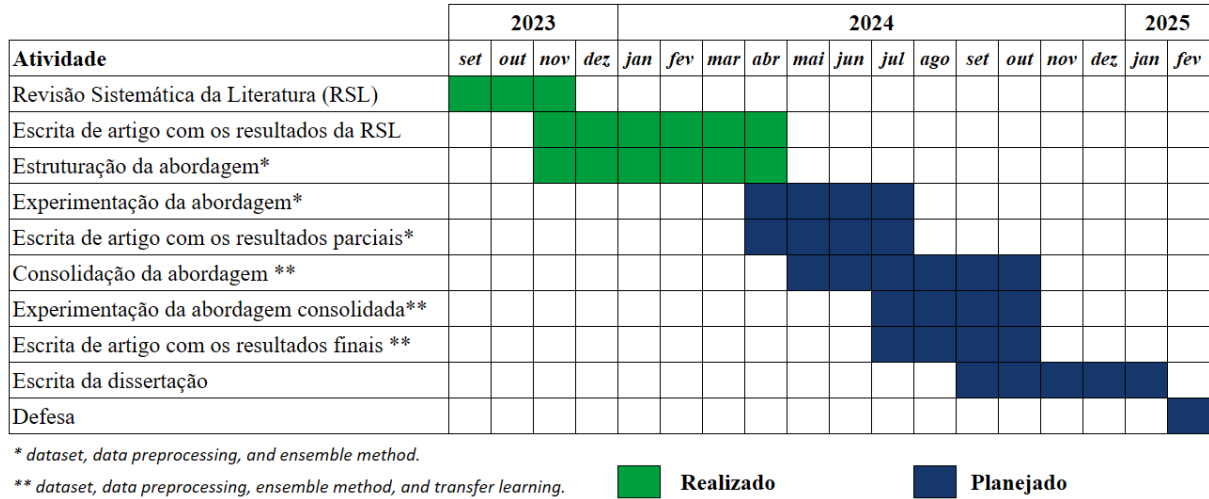 2023 2024 2025
Atividade set out nov dez jan fev mar abr mai jun jul ago set out nov dez jan fev
Revisão Sistemática da Literatura (RSL)
Escrita de artigo com os resultados da RSL
Estruturação da abordagem*
Experimentação da abordagem*
Escrita de artigo com os resultados parciais*
Consolidação da abordagem **
Experimentação da abordagem consolidada**
Escrita de artigo com os resultados finais **
Escrita da dissertação
Defesa
* dataset, data preprocessing, and ensemble method.
** dataset, data preprocessing, ensemble method, and transfer learning.
Realizado Planejado